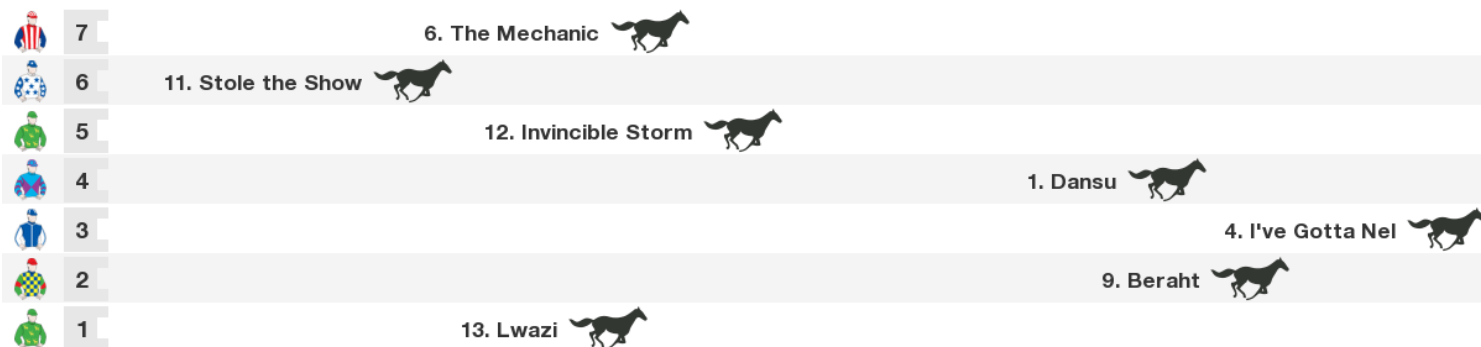 7 6. The Mechanic
6 11. Stole the Show
5 12. Invincible Storm
4 1. Dansu
3 4. I've Gotta Nel
2 9. Beraht
1 13. Lwazi